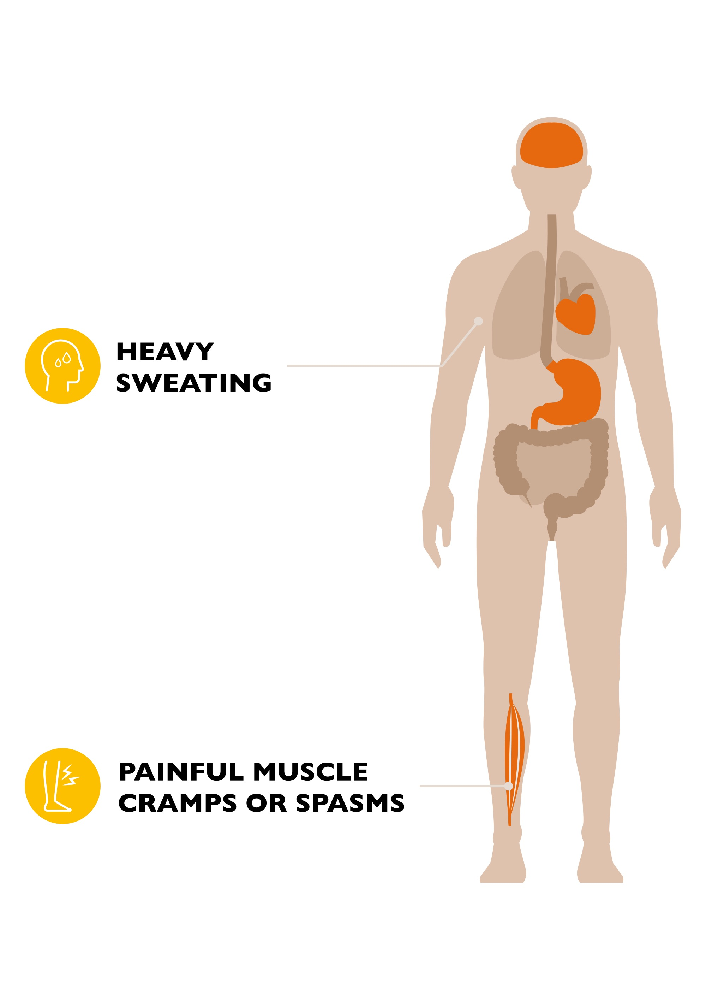 HEAVY
SWEATING
PAINFUL MUSCLE
CRAMPS OR SPASMS